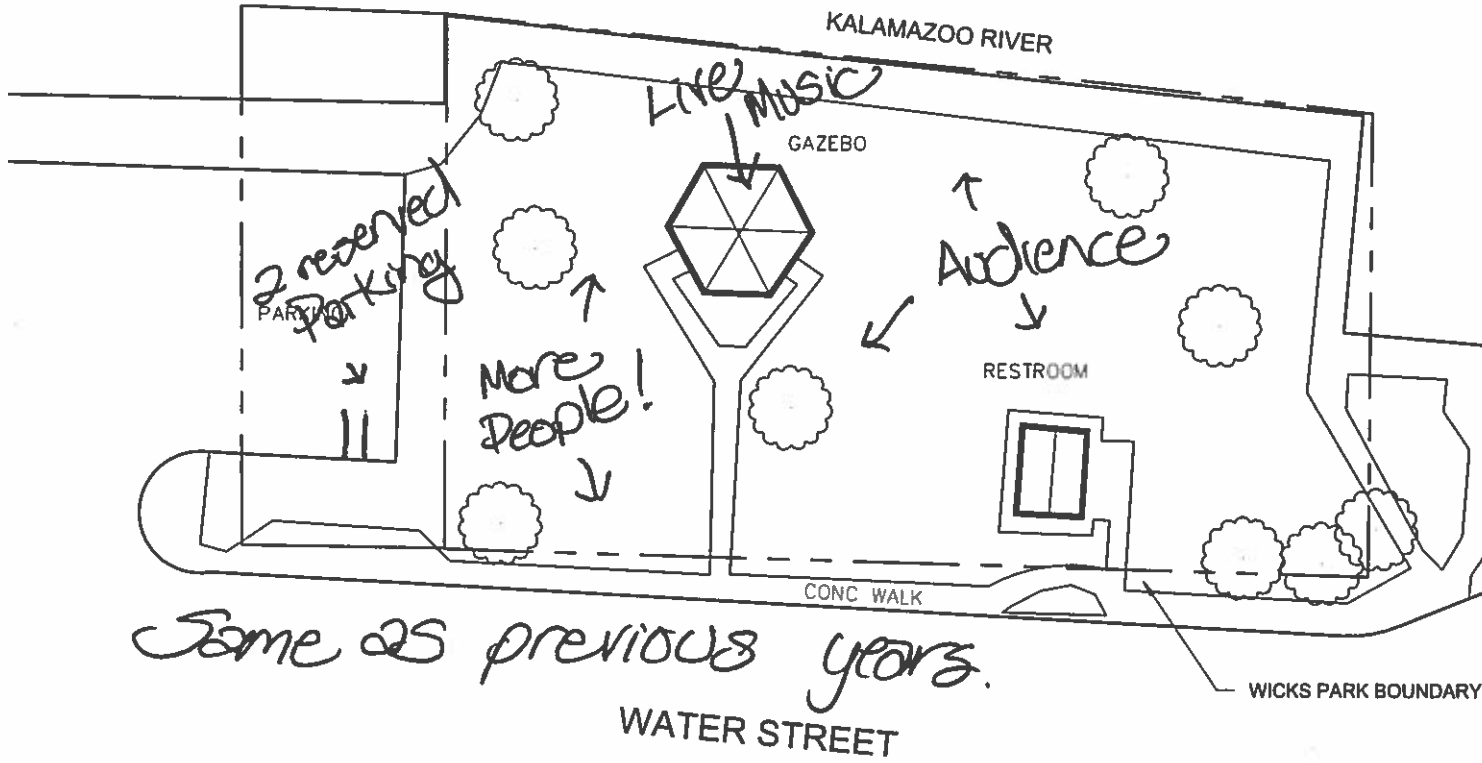 KALAMAZOO RIVER
Live Music
GAZEBO
2 reserved
Parking
PARKING
Audience
More
People!
RESTROOM
CONC WALK
Same as previous years.
WICKS PARK BOUNDARY
WATER STREET